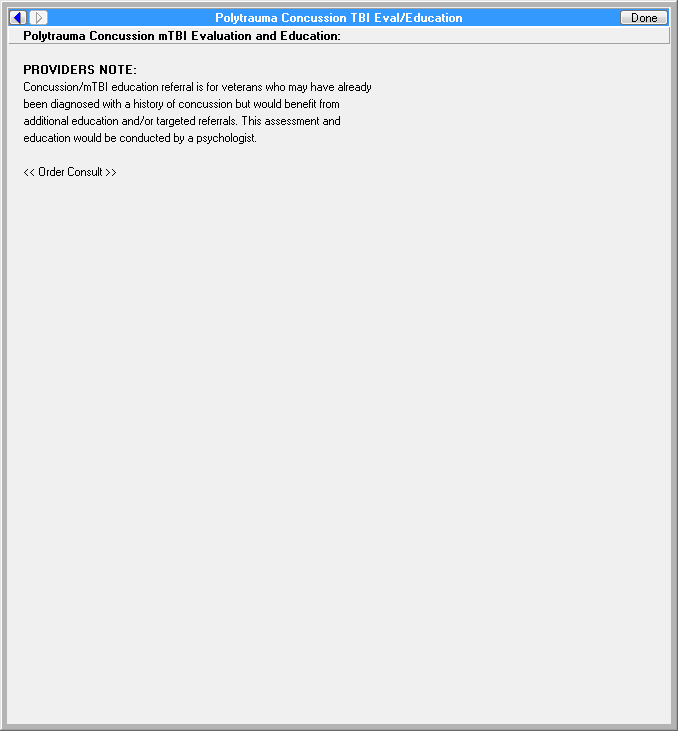 Polytrauma Concussion TBI Eval/Education
Done
Polytrauma Concussion mTBI Evaluation and Education:
PROVIDERS NOTE:
Concussion/mTBI education referral is for veterans who may have already
been diagnosed with a history of concussion but would benefit from
additional education and/or targeted referrals. This assessment and
education would be conducted by a psychologist.
<< Order Consult >>